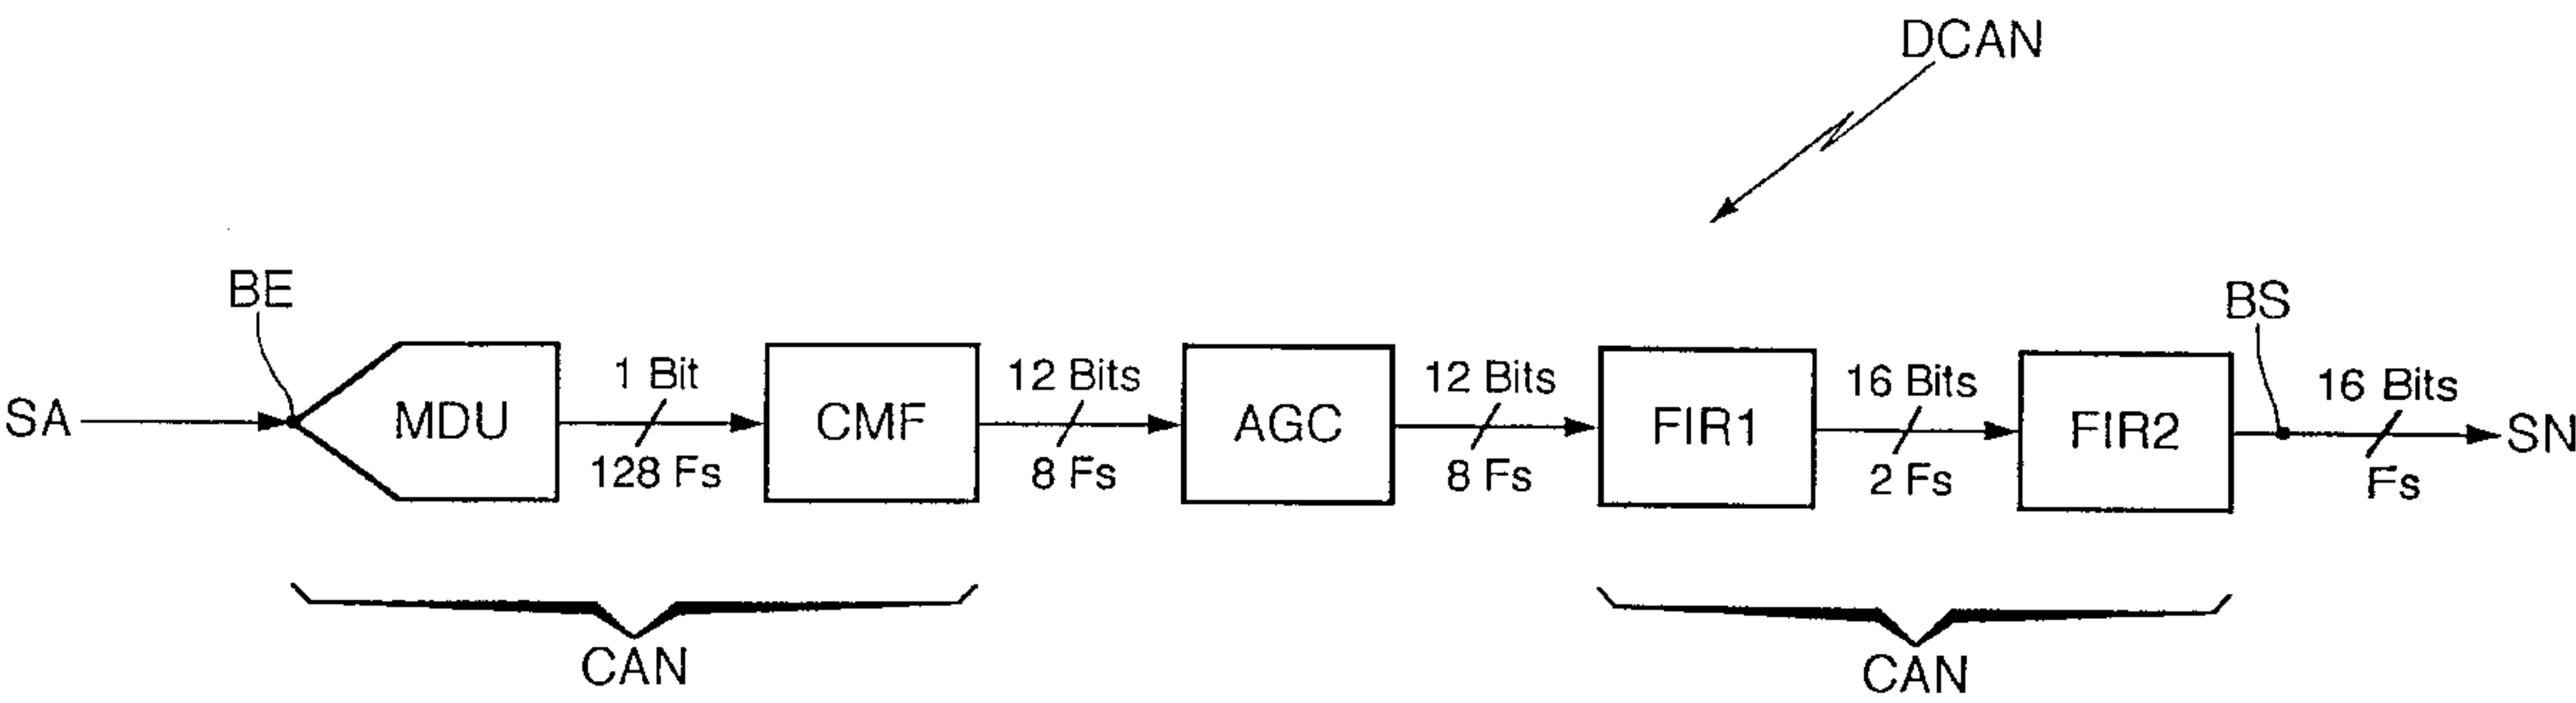 DCAN
BE
BS
SA
MDU
1 Bit
128 Fs
CMF
12 Bits
8 Fs
AGC
12 Bits
8 Fs
FIR1
16 Bits
2 Fs
FIR2
16 Bits
Fs
SN
CAN
CAN